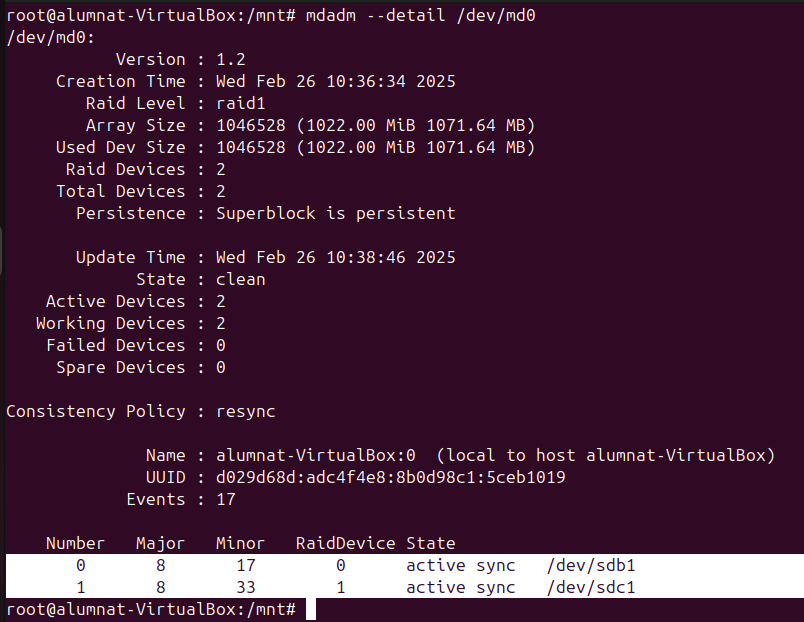 root@alumnat-VirtualBox:/mnt# mdadm --detail /dev/md0
/dev/md0:
           Version : 1.2
     Creation Time : Wed Feb 26 10:36:34 2025
        Raid Level : raid1
        Array Size : 1046528 (1022.00 MiB 1071.64 MB)
     Used Dev Size : 1046528 (1022.00 MiB 1071.64 MB)
      Raid Devices : 2
     Total Devices : 2
       Persistence : Superblock is persistent

       Update Time : Wed Feb 26 10:38:46 2025
             State : clean
    Active Devices : 2
   Working Devices : 2
    Failed Devices : 0
     Spare Devices : 0

Consistency Policy : resync

              Name : alumnat-VirtualBox:0  (local to host alumnat-VirtualBox)
              UUID : d029d68d:adc4f4e8:8b0d98c1:5ceb1019
            Events : 17

    Number   Major   Minor   RaidDevice State
       0       8       17        0      active sync   /dev/sdb1
       1       8       33        1      active sync   /dev/sdc1
root@alumnat-VirtualBox:/mnt#